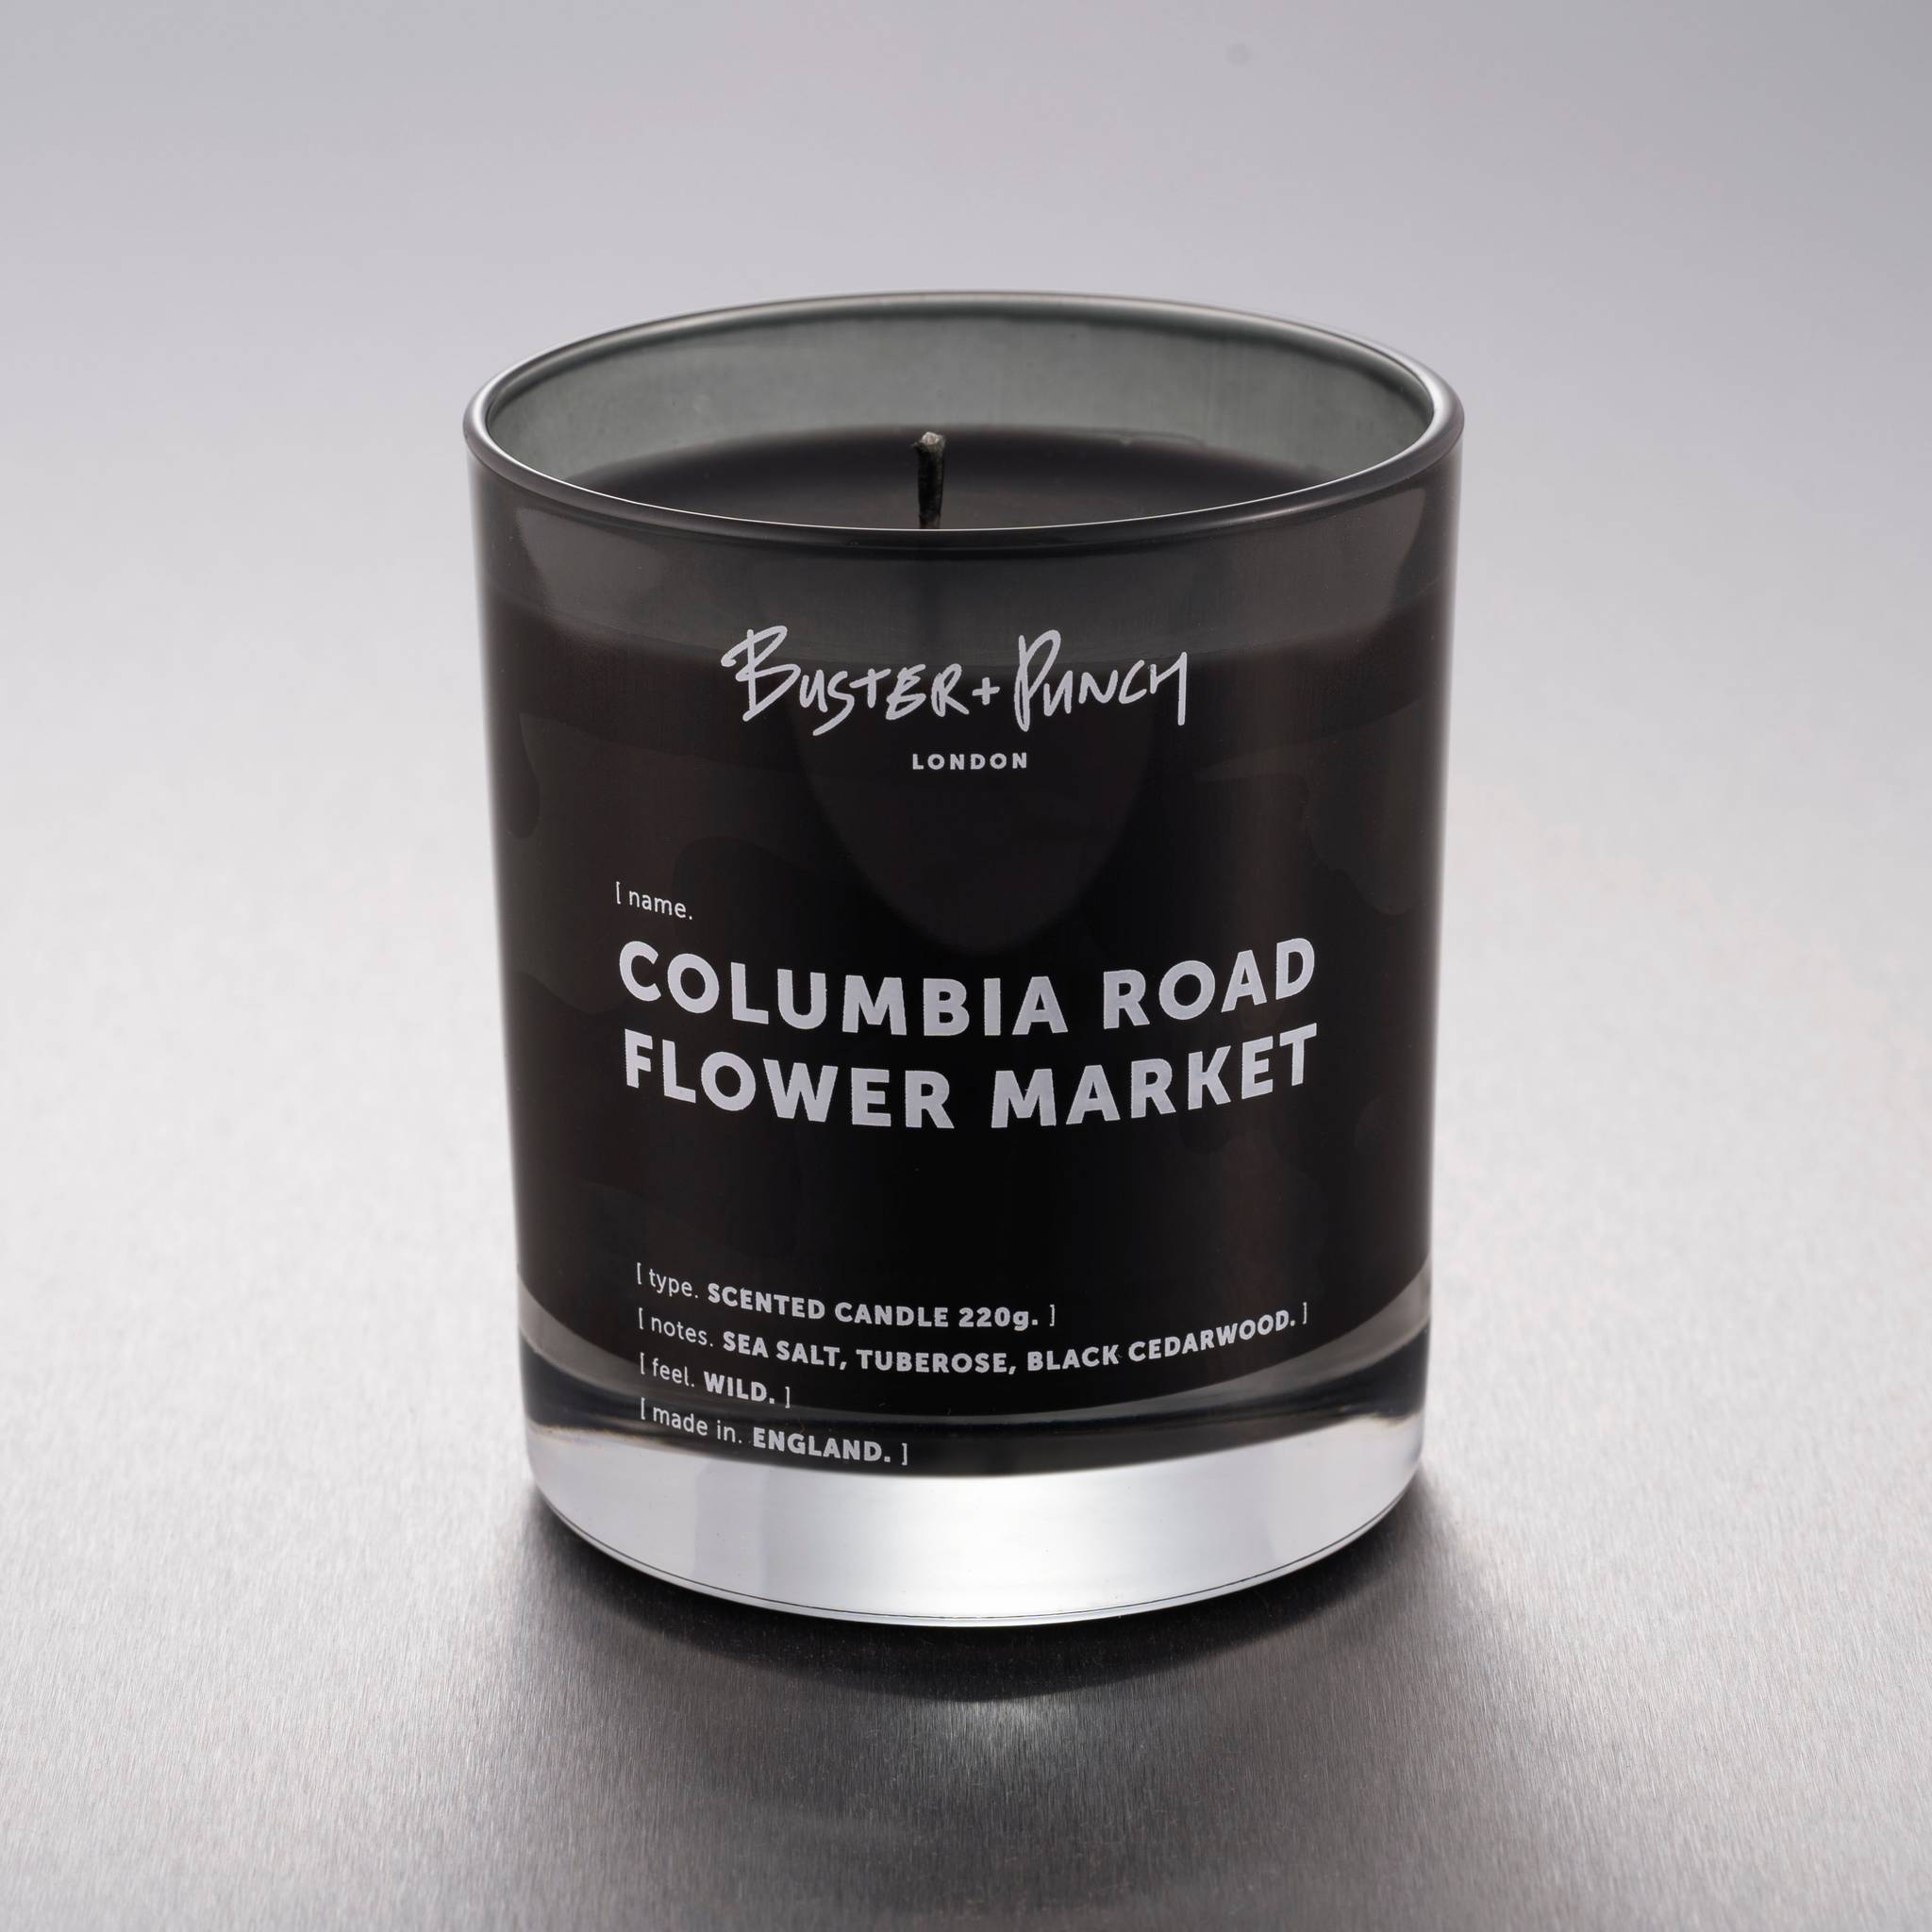 BUSTER + PUNCH
LONDON
[ name.
COLUMBIA ROAD
FLOWER MARKET
[ type. SCENTED CANDLE 220g. ]
[ notes. SEA SALT, TUBEROSE, BLACK CEDARWOOD. ]
[ feel. WILD. ]
[ made in. ENGLAND. ]